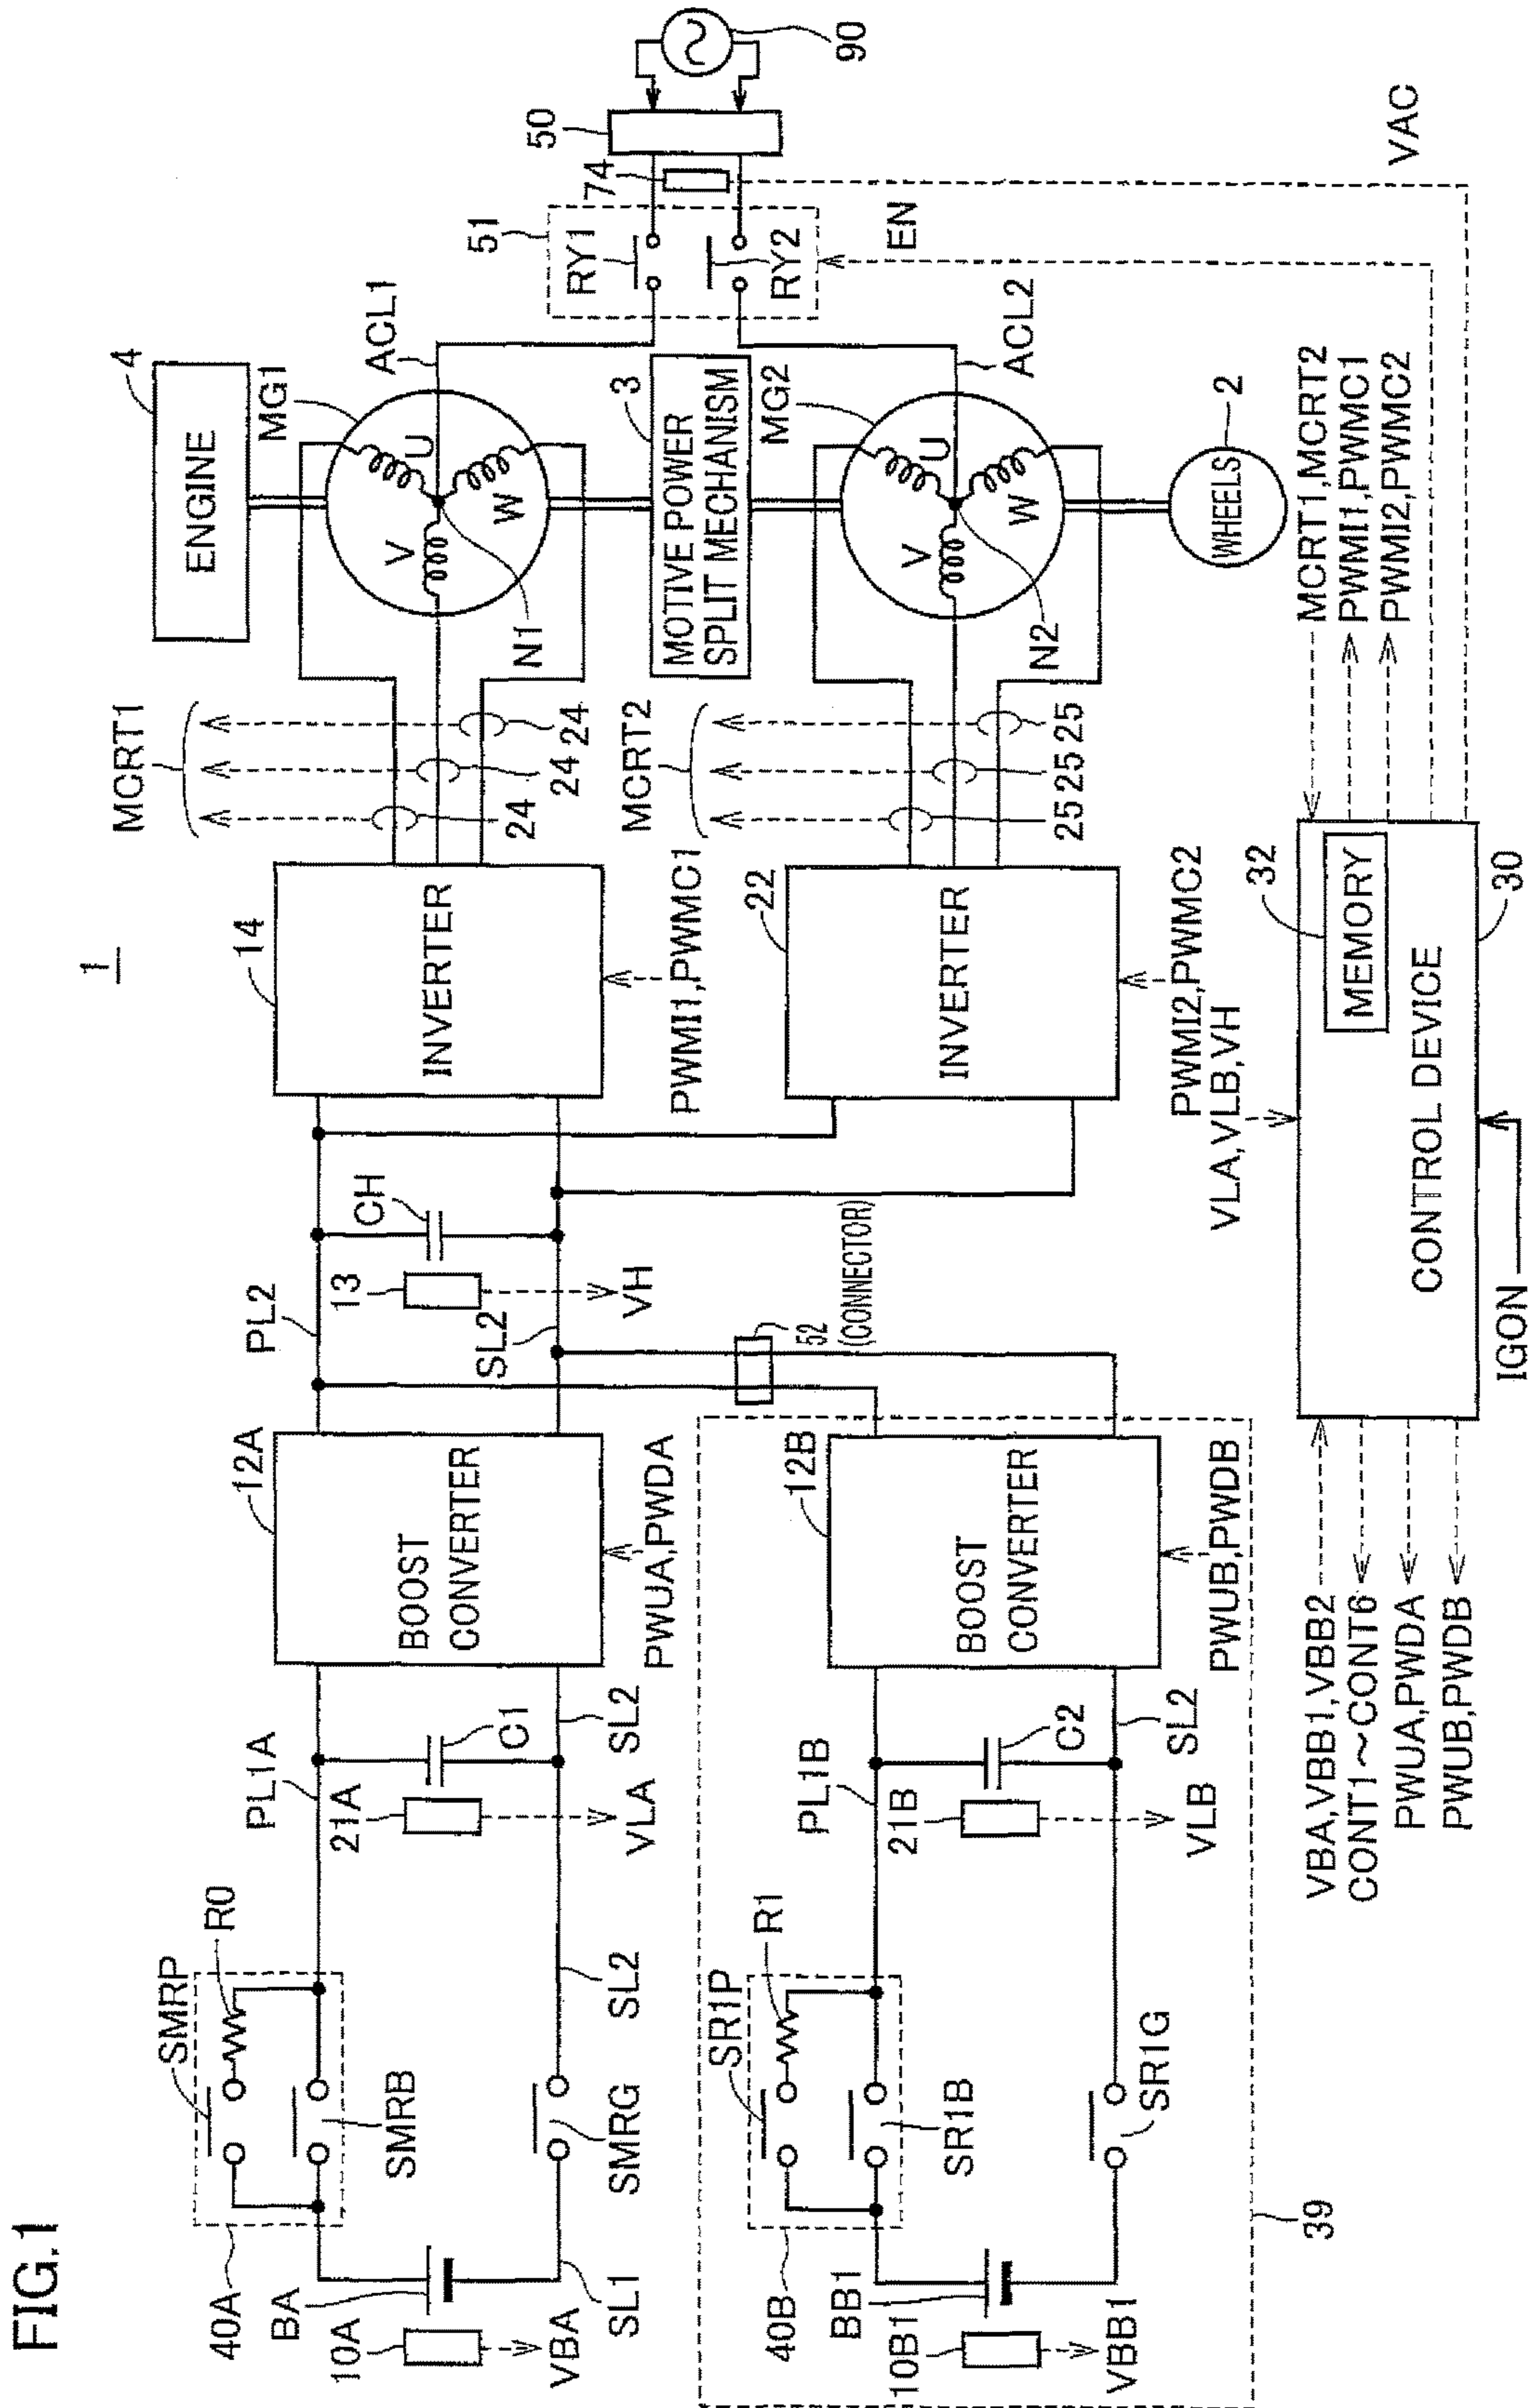 FIG.1
1
MCRT1
4
ENGINE
MG1
ACL1
51
RY1
RY2
74
50
90
EN
VAC
U
V
W
N1
24
24
24
3
MOTIVE POWER
SPLIT MECHANISM
MCRT2
MG2
U
V
W
N2
ACL2
25
25
25
2
WHEELS
14
INVERTER
PWMI1,PWMC1
22
INVERTER
PWMI2,PWMC2
PL2
CH
13
VH
SL2
52
(CONNECTOR)
12A
BOOST
CONVERTER
PWUA,PWDA
12B
BOOST
CONVERTER
PWUB,PWDB
SMRP
R0
SMRB
SMRG
40A
BA
10A
VBA
SL1
SL2
PL1A
21A
C1
VLA
SL2
SR1P
R1
SR1B
SR1G
40B
BB1
10B1
VBB1
PL1B
21B
C2
VLB
SL2
39
VLA,VLB,VH
32
MEMORY
CONTROL DEVICE
30
IGON
MCRT1,MCRT2
PWMI1,PWMC1
PWMI2,PWMC2
VBA,VBB1,VBB2
CONT1~CONT6
PWUA,PWDA
PWUB,PWDB